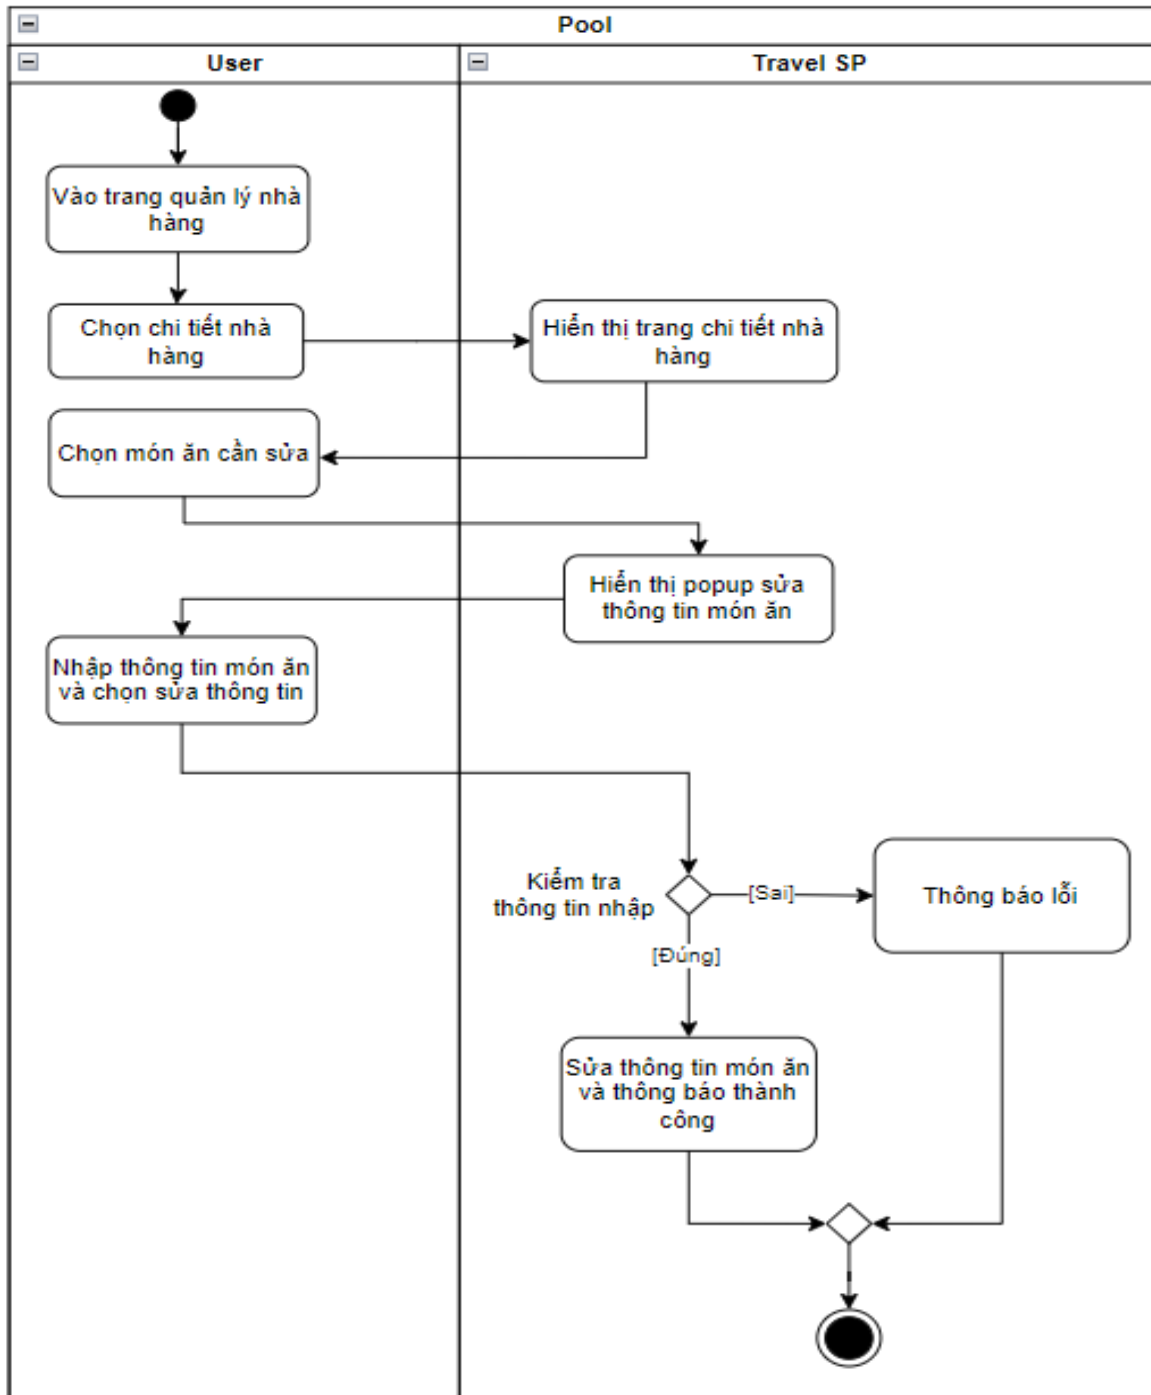 Pool
User
Travel SP
Vào trang quản lý nhà
hàng
Chọn chi tiết nhà
hàng
Hiển thị trang chi tiết nhà
hàng
Chọn món ăn cần sửa
Hiển thị popup sửa
thông tin món ăn
Nhập thông tin món ăn
và chọn sửa thông tin
Kiểm tra
thông tin nhập
[Sai]
Thông báo lỗi
[Đúng]
Sửa thông tin món ăn
và thông báo thành
công